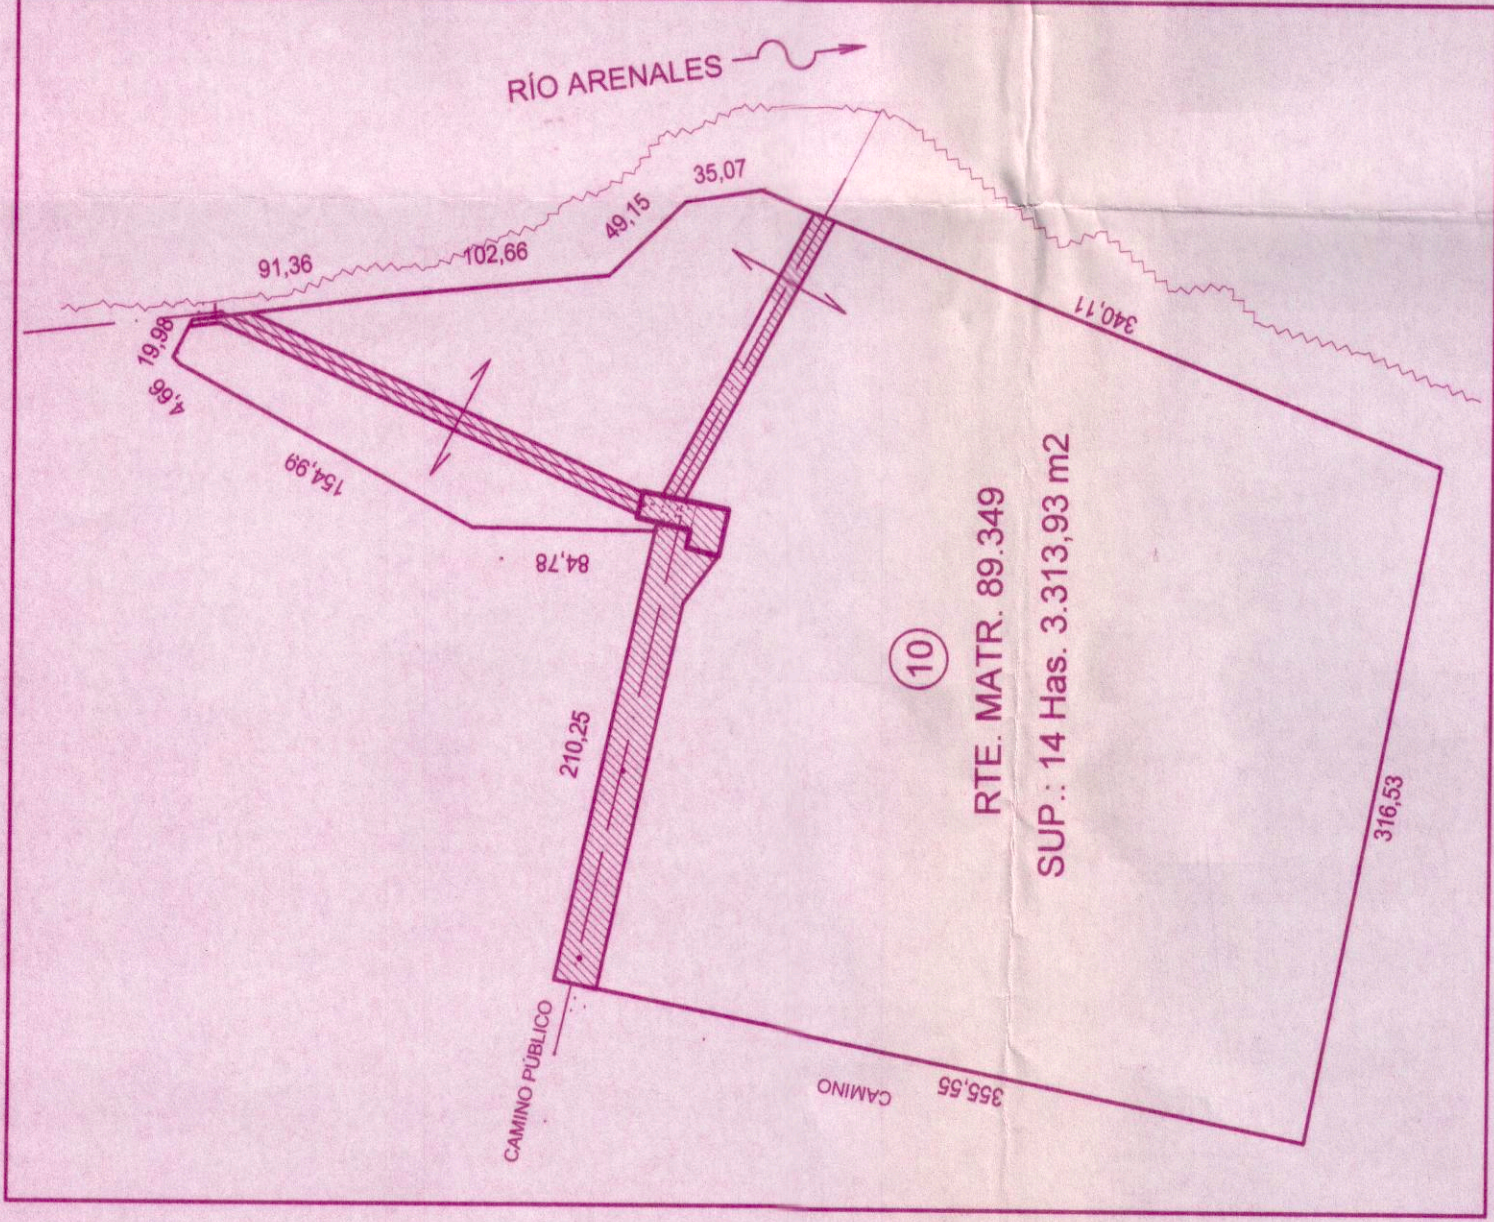 RÍO ARENALES
35,07
49,15
102,66
91,36
19,98
4,66
154,99
84,78
340,11
210,25
10
RTE. MATR. 89.349
SUP.: 14 Has. 3.313,93 m2
316,53
CAMINO PÚBLICO
CAMINO
355,55